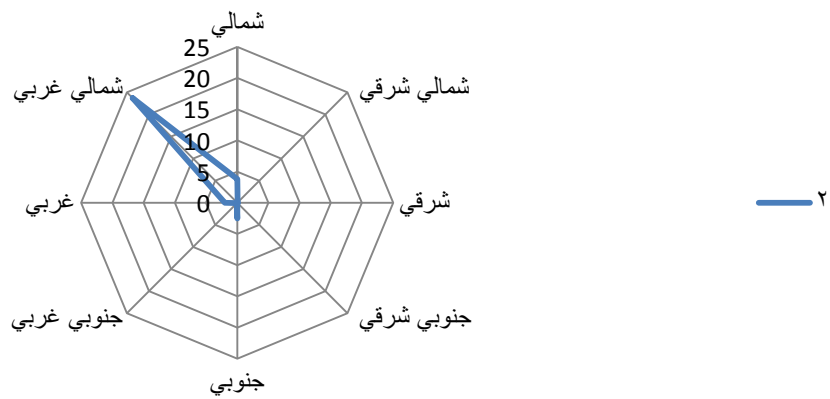 شمالي
شمالي شرقي
شرقي
جنوبي شرقي
جنوبي
جنوبي غربي
غربي
شمالي غربي
25
20
15
10
5
0
٢